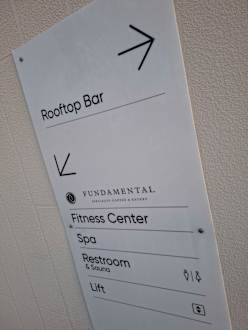 Rooftop Bar
FUNDAMENTAL
SPECIALTY COFFEE & EATERY
Fitness Center
Spa
Restroom
& Sauna
Lift